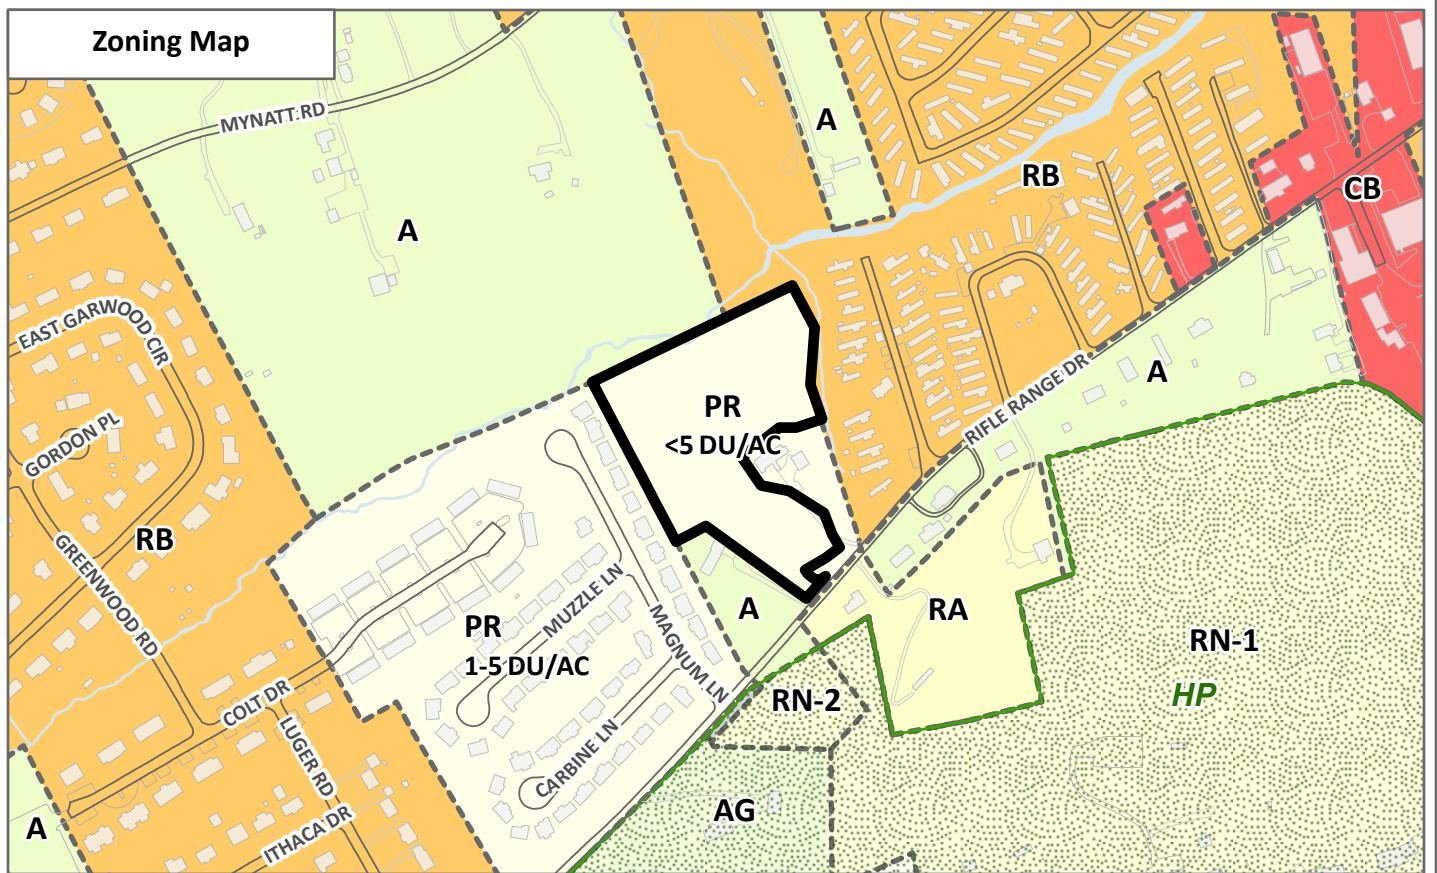 Zoning Map
MYNATT RD
A
RB
CB
A
A
EAST GARWOOD CIR
PR
<5 DU/AC
RIFLE RANGE DR
GORDON PL
RB
GREENWOOD RD
MUZZLE LN
MAGNUM LN
A
RA
PR
1-5 DU/AC
RN-1
HP
RN-2
COLT DR
LUGER RD
CARBINE LN
AG
A
ITHACA DR